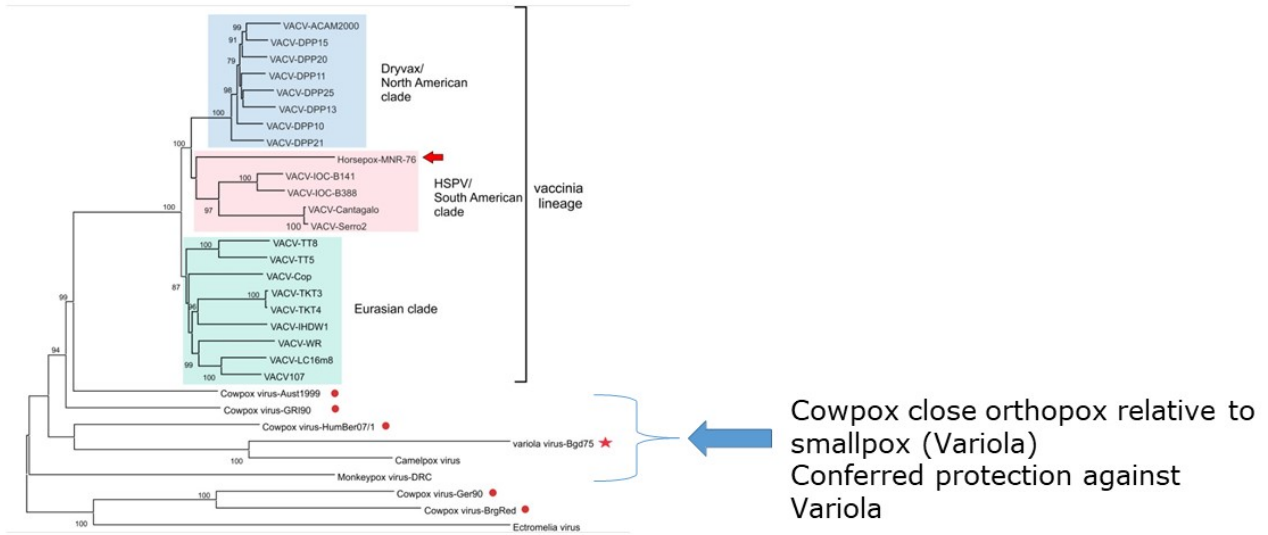 99
VACV-ACAM2000
91
VACV-DPP15
79
VACV-DPP20
VACV-DPP11
98
VACV-DPP25
VACV-DPP13
100
VACV-DPP10
VACV-DPP21
Dryvax/
North American
clade
100
Horsepox-MNR-76
100
VACV-IOC-B141
VACV-IOC-B388
97
VACV-Cantagalo
100
VACV-Serro2
HSPV/
South American
clade
vaccinia
lineage
100
100
VACV-TT8
VACV-TT5
87
VACV-Cop
100
VACV-TKT3
96
VACV-TKT4
VACV-IHDW1
VACV-WR
99
VACV-LC16m8
100
VACV107
Eurasian clade
99
94
Cowpox virus-Aust1999
Cowpox virus-GRI90
Cowpox virus-HumBer07/1
variola virus-Bgd75
100
Camelpox virus
Monkeypox virus-DRC
100
Cowpox virus-Ger90
Cowpox virus-BrgRed
100
Ectromelia virus
Cowpox close orthopox relative to
smallpox (Variola)
Conferred protection against
Variola